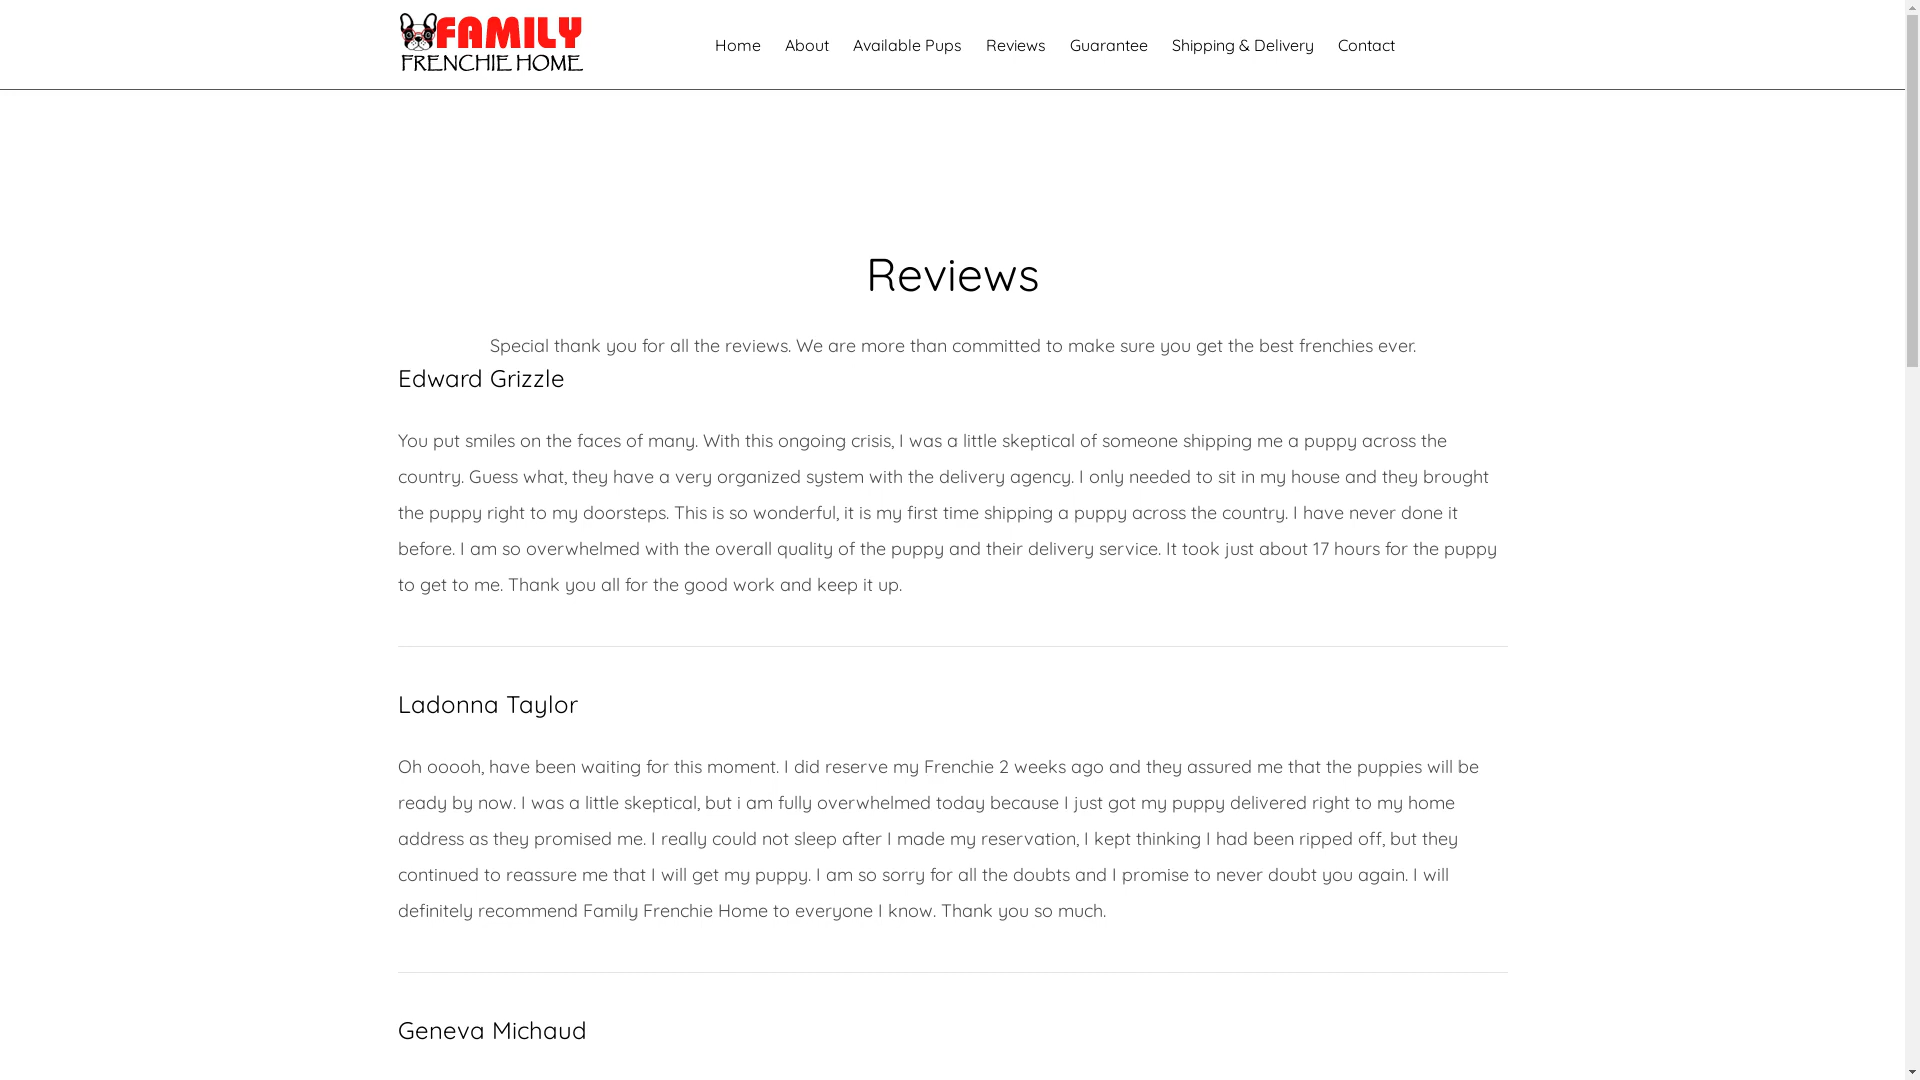 FAMILY
FRENCHIE HOME
Home About Available Pups Reviews Guarantee Shipping & Delivery Contact
Reviews
Special thank you for all the reviews. We are more than committed to make sure you get the best frenchies ever.
Edward Grizzle
You put smiles on the faces of many. With this ongoing crisis, I was a little skeptical of someone shipping me a puppy across the
country. Guess what, they have a very organized system with the delivery agency. I only needed to sit in my house and they brought
the puppy right to my doorsteps. This is so wonderful, it is my first time shipping a puppy across the country. I have never done it
before. I am so overwhelmed with the overall quality of the puppy and their delivery service. It took just about 17 hours for the puppy
to get to me. Thank you all for the good work and keep it up.
Ladonna Taylor
Oh ooooh, have been waiting for this moment. I did reserve my Frenchie 2 weeks ago and they assured me that the puppies will be
ready by now. I was a little skeptical, but i am fully overwhelmed today because I just got my puppy delivered right to my home
address as they promised me. I really could not sleep after I made my reservation, I kept thinking I had been ripped off, but they
continued to reassure me that I will get my puppy. I am so sorry for all the doubts and I promise to never doubt you again. I will
definitely recommend Family Frenchie Home to everyone I know. Thank you so much.
Geneva Michaud